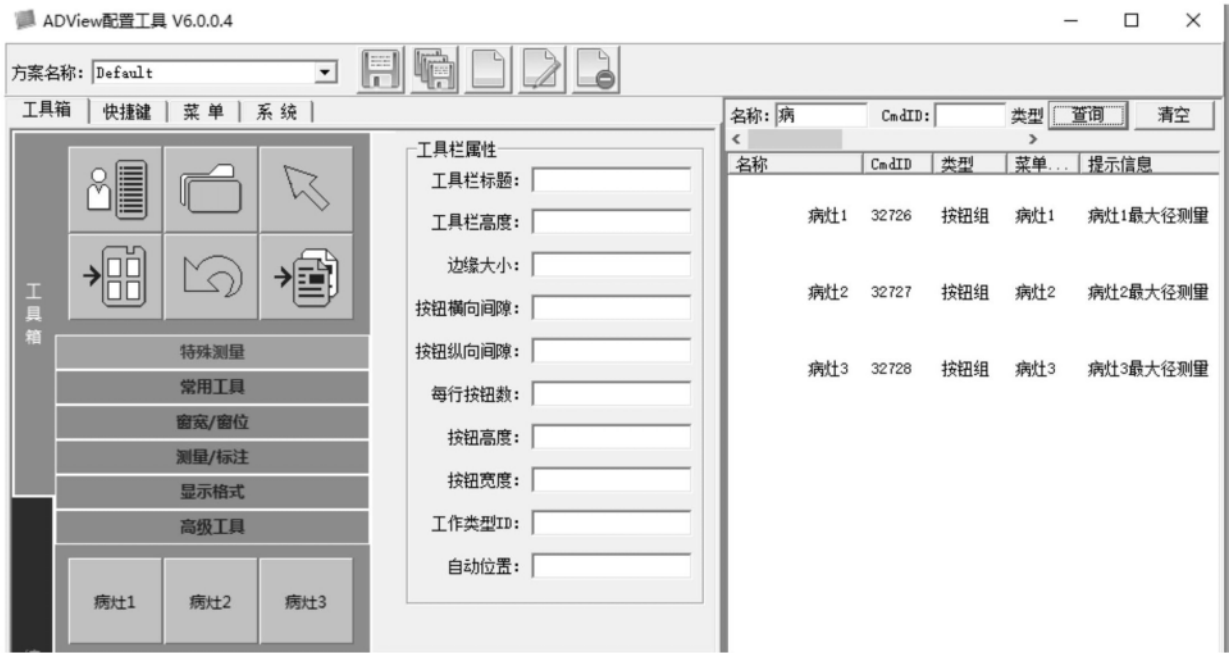 ADView配置工具 V6.0.0.4
方案名称: Default
工具箱 快捷键 菜单 系统
名称: 病 CmdID: 类型 查询 清空
工具箱
特殊测量
常用工具
窗宽/窗位
测量/标注
显示格式
高级工具
病灶1 病灶2 病灶3
工具栏属性
工具栏标题:
工具栏高度:
边缘大小:
按钮横向间隙:
按钮纵向间隙:
每行按钮数:
按钮高度:
按钮宽度:
工作类型ID:
自动位置:
名称 CmdID 类型 菜单... 提示信息
病灶1 32726 按钮组 病灶1 病灶1最大径测量
病灶2 32727 按钮组 病灶2 病灶2最大径测量
病灶3 32728 按钮组 病灶3 病灶3最大径测量